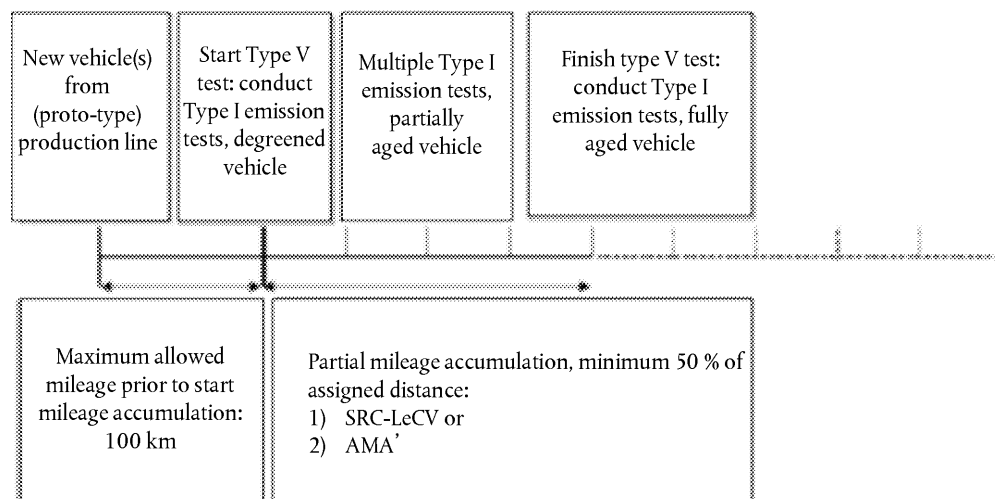 New vehicle(s)
from
(proto-type)
production line
Start Type V
test: conduct
Type I emission
tests, degreened
vehicle
Multiple Type I
emission tests,
partially
aged vehicle
Finish type V test:
conduct Type I
emission tests, fully
aged vehicle
Maximum allowed
mileage prior to start
mileage accumulation:
100 km
Partial mileage accumulation, minimum 50 % of
assigned distance:
1) SRC-LeCV or
2) AMA’